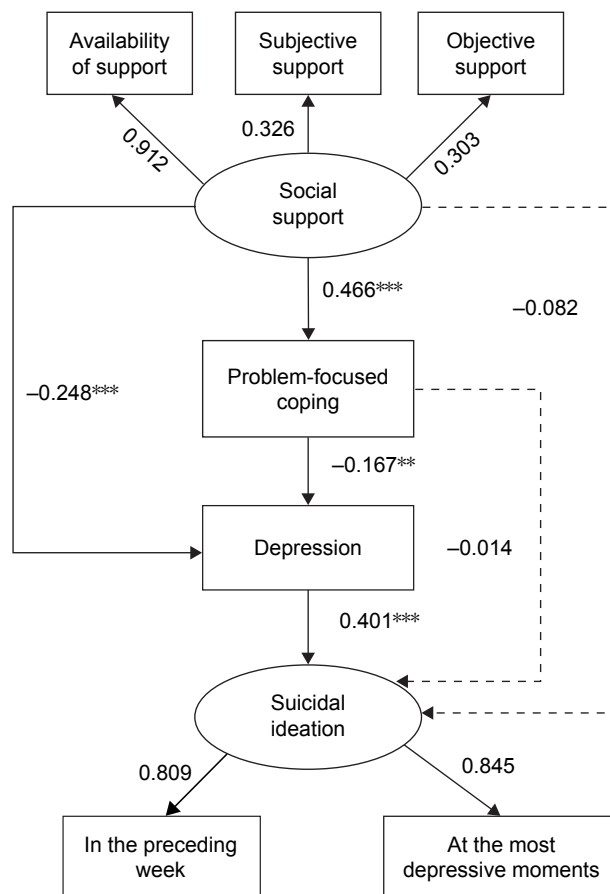 Availability
of support
Subjective
support
Objective
support
0.912
0.326
0.303
Social
support
0.466***
–0.082
Problem-focused
coping
–0.248***
–0.167**
Depression
–0.014
0.401***
Suicidal
ideation
0.809
0.845
In the preceding
week
At the most
depressive moments